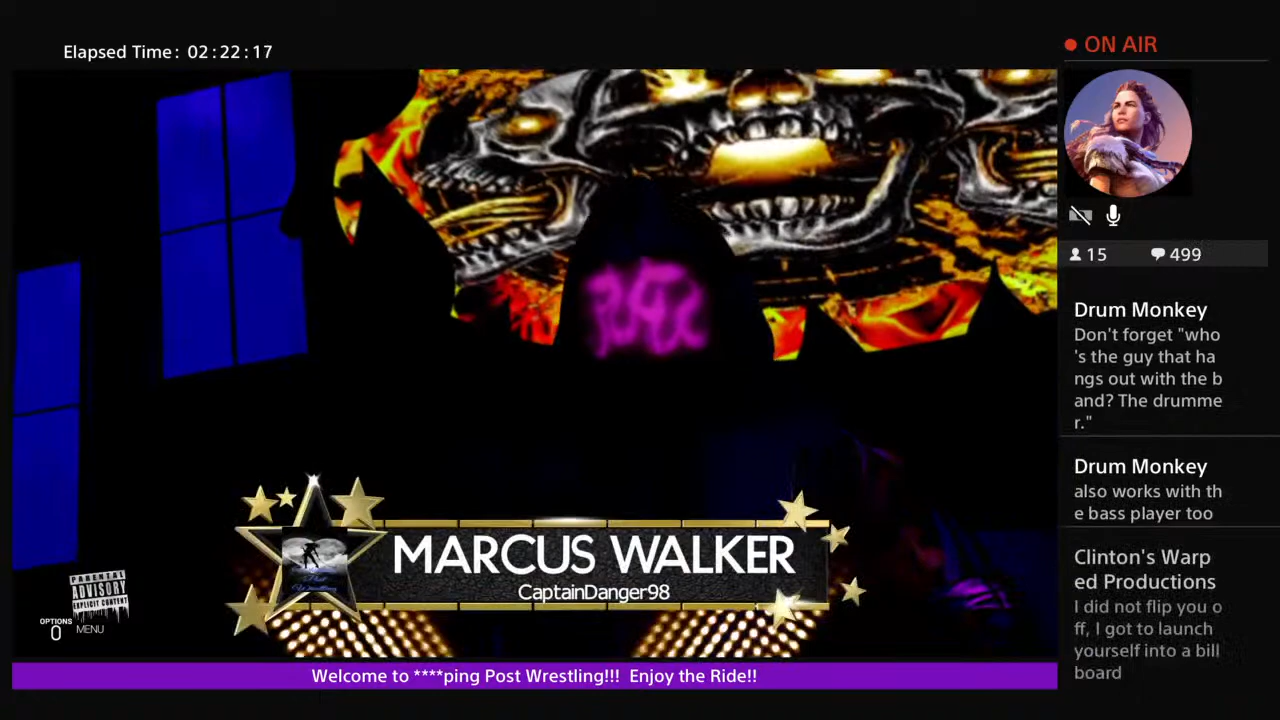 Elapsed Time: 02:22:17
ON AIR
15 499
Drum Monkey
Don't forget "who
's the guy that ha
ngs out with the b
and? The drumme
r."
Drum Monkey
also works with th
e bass player too
Clinton's Warp
ed Productions
I did not flip you o
ff, I got to launch
yourself into a bill
board
MARCUS WALKER
CaptainDanger98
PARENTAL
ADVISORY
EXPLICIT CONTENT
OPTIONS
MENU
Welcome to ****ping Post Wrestling!!! Enjoy the Ride!!